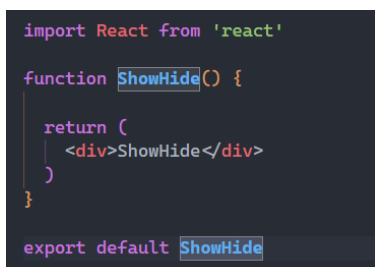 import React from 'react'
function ShowHide() {
return (
<div>ShowHide</div>
)
}
export default ShowHide